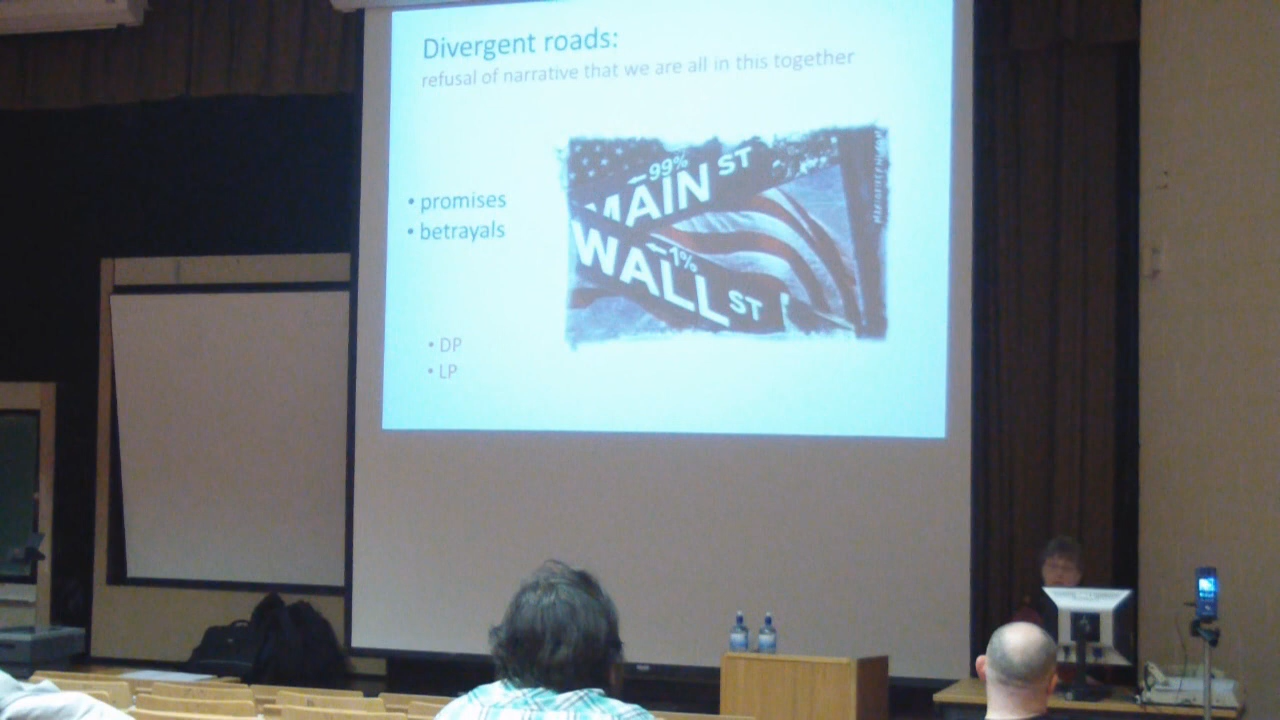 Divergent roads:
refusal of narrative that we are all in this together
• promises
• betrayals
• DP
• LP
←99%
MAIN ST
←1%
WALL ST